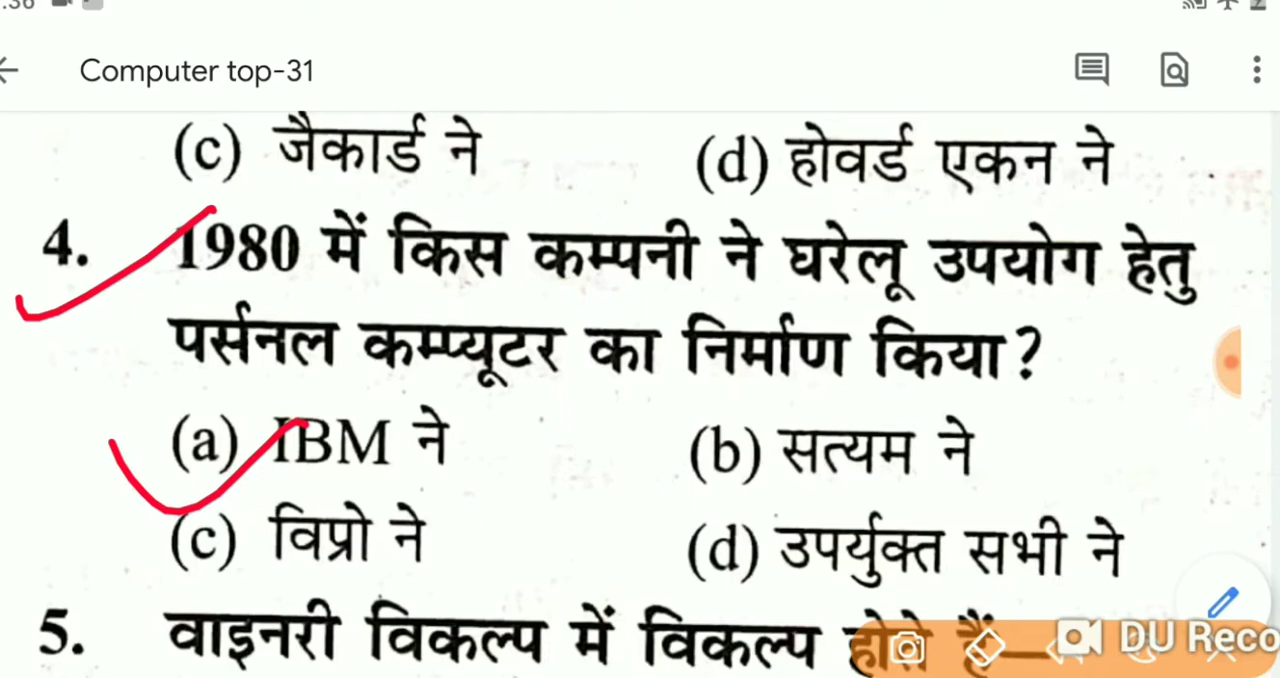 :36
Computer top-31
(c) जैकार्ड ने (d) होवर्ड एकन ने
4. 1980 में किस कम्पनी ने घरेलू उपयोग हेतु
पर्सनल कम्प्यूटर का निर्माण किया?
(a) IBM ने (b) सत्यम ने
(c) विप्रो ने (d) उपर्युक्त सभी ने
5. वाइनरी विकल्प में विकल्प होते हैं—
DU Reco